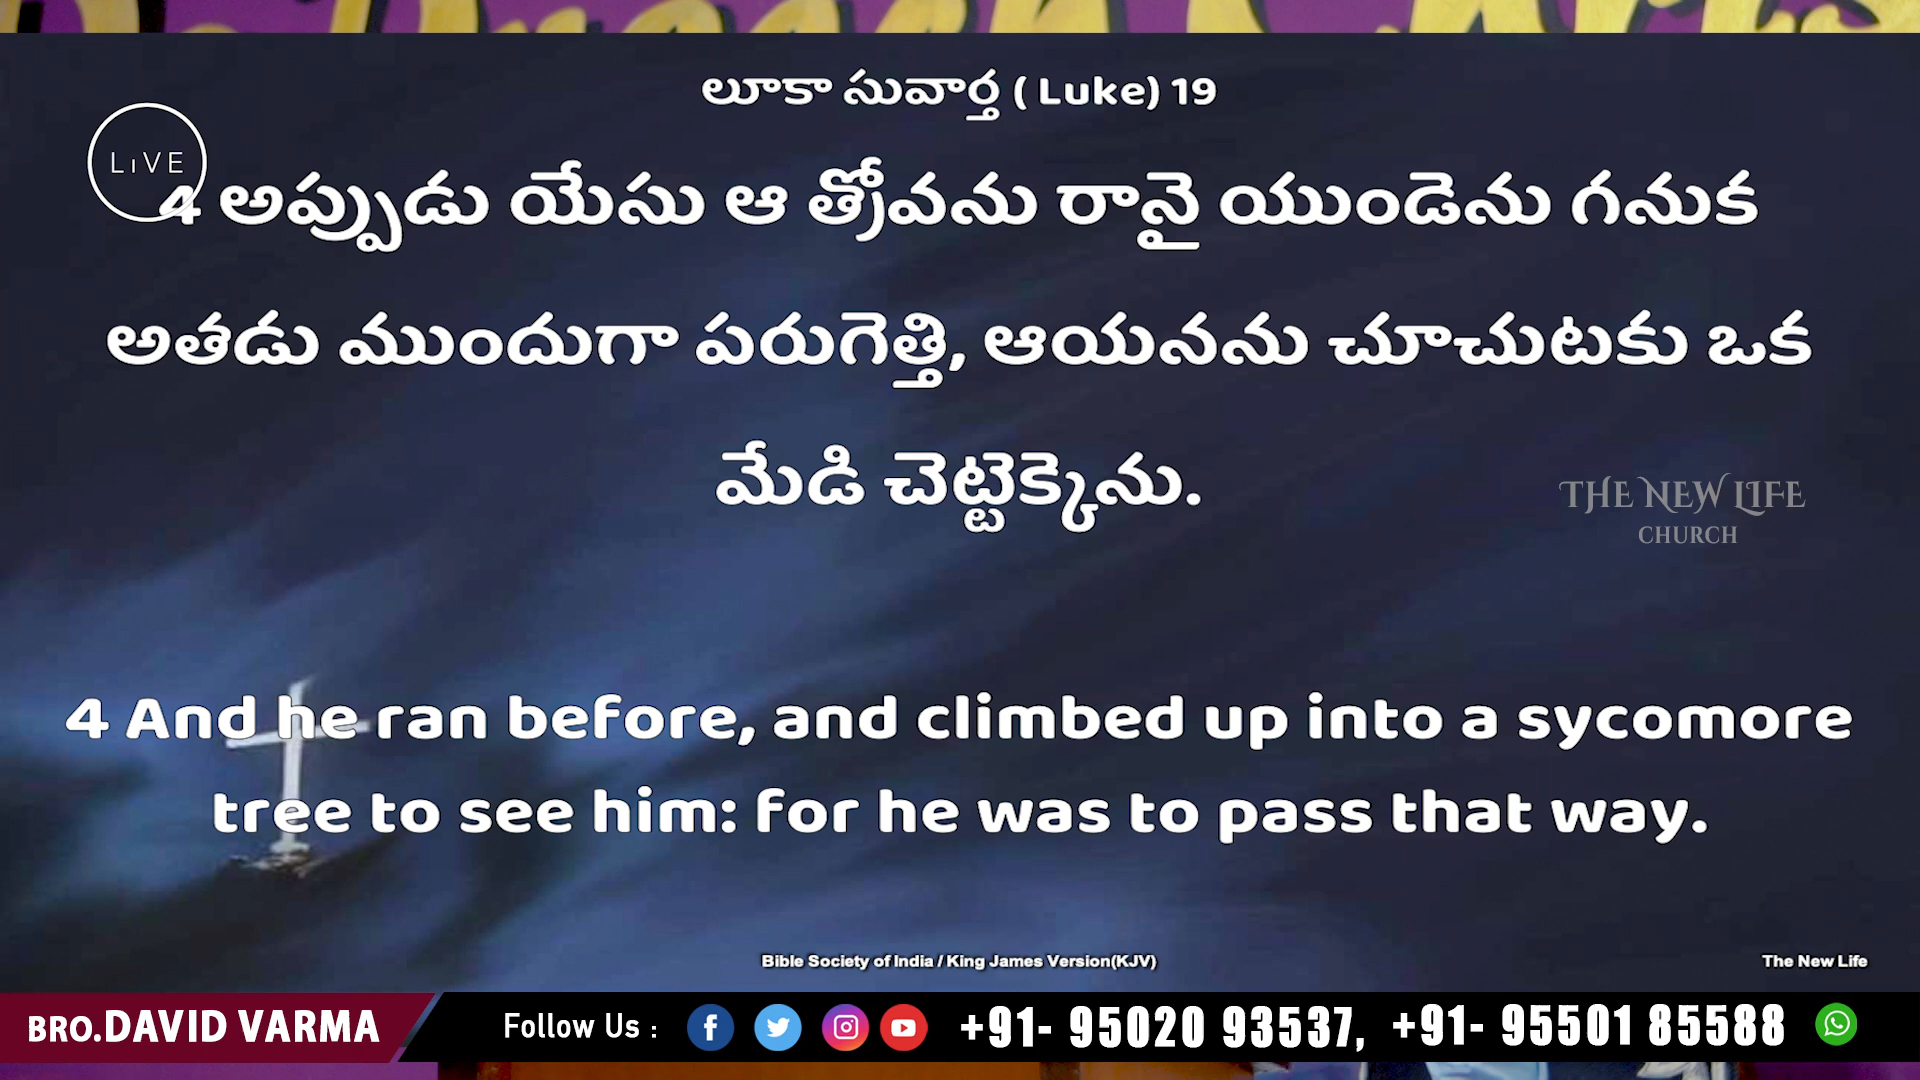 లూకా సువార్త ( Luke) 19
LiVE
4 అప్పుడు యేసు ఆ త్రోవను రానై యుండెను గనుక
అతడు ముందుగా పరుగెత్తి, ఆయనను చూచుటకు ఒక
మేడి చెట్టెక్కెను.
THE NEW LIFE
CHURCH
4 And he ran before, and climbed up into a sycomore
tree to see him: for he was to pass that way.
Bible Society of India / King James Version(KJV)
The New Life
BRO.DAVID VARMA
Follow Us :
+91- 95020 93537, +91- 95501 85588